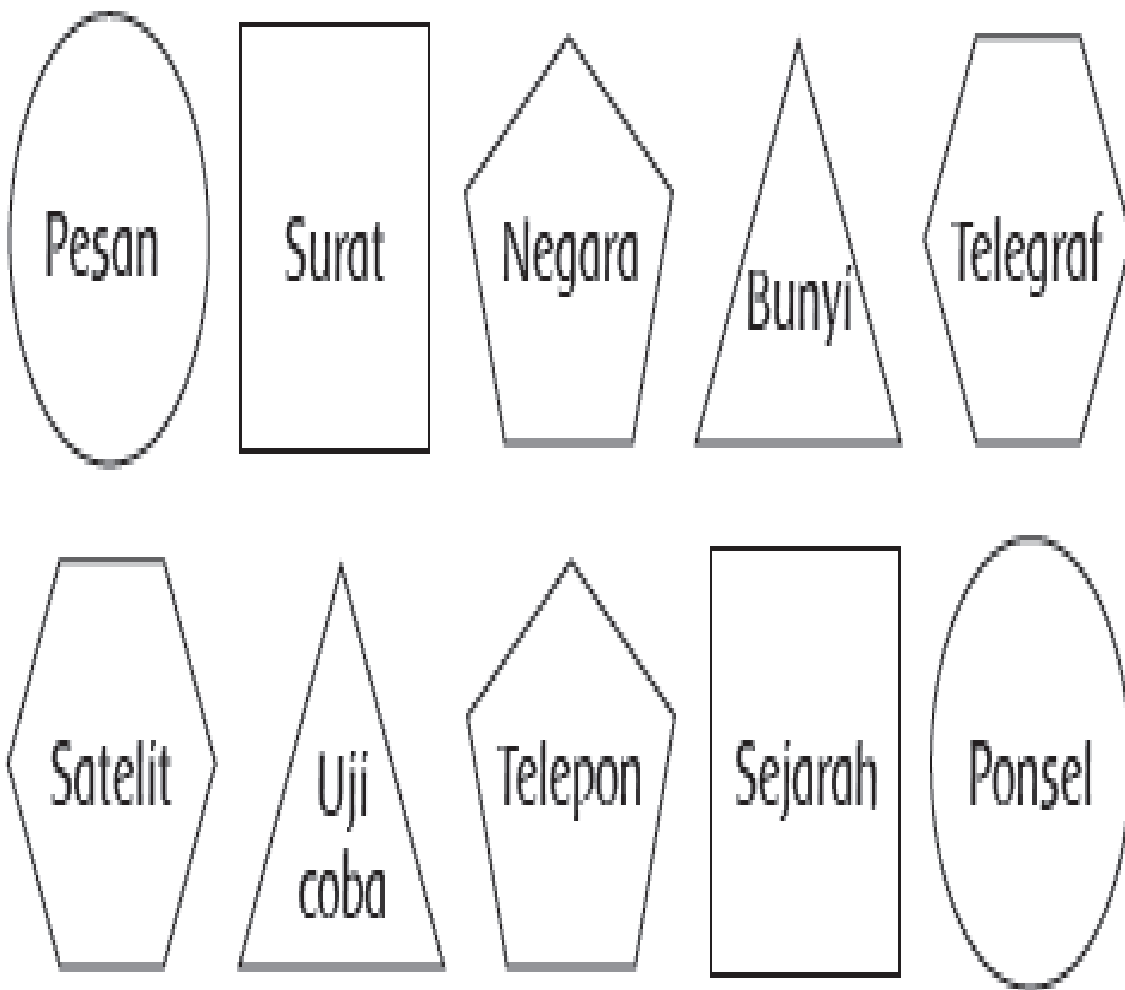 Pesan
Surat
Negara
Bunyi
Telegraf
Satelit
Uji
coba
Telepon
Sejarah
Ponsel